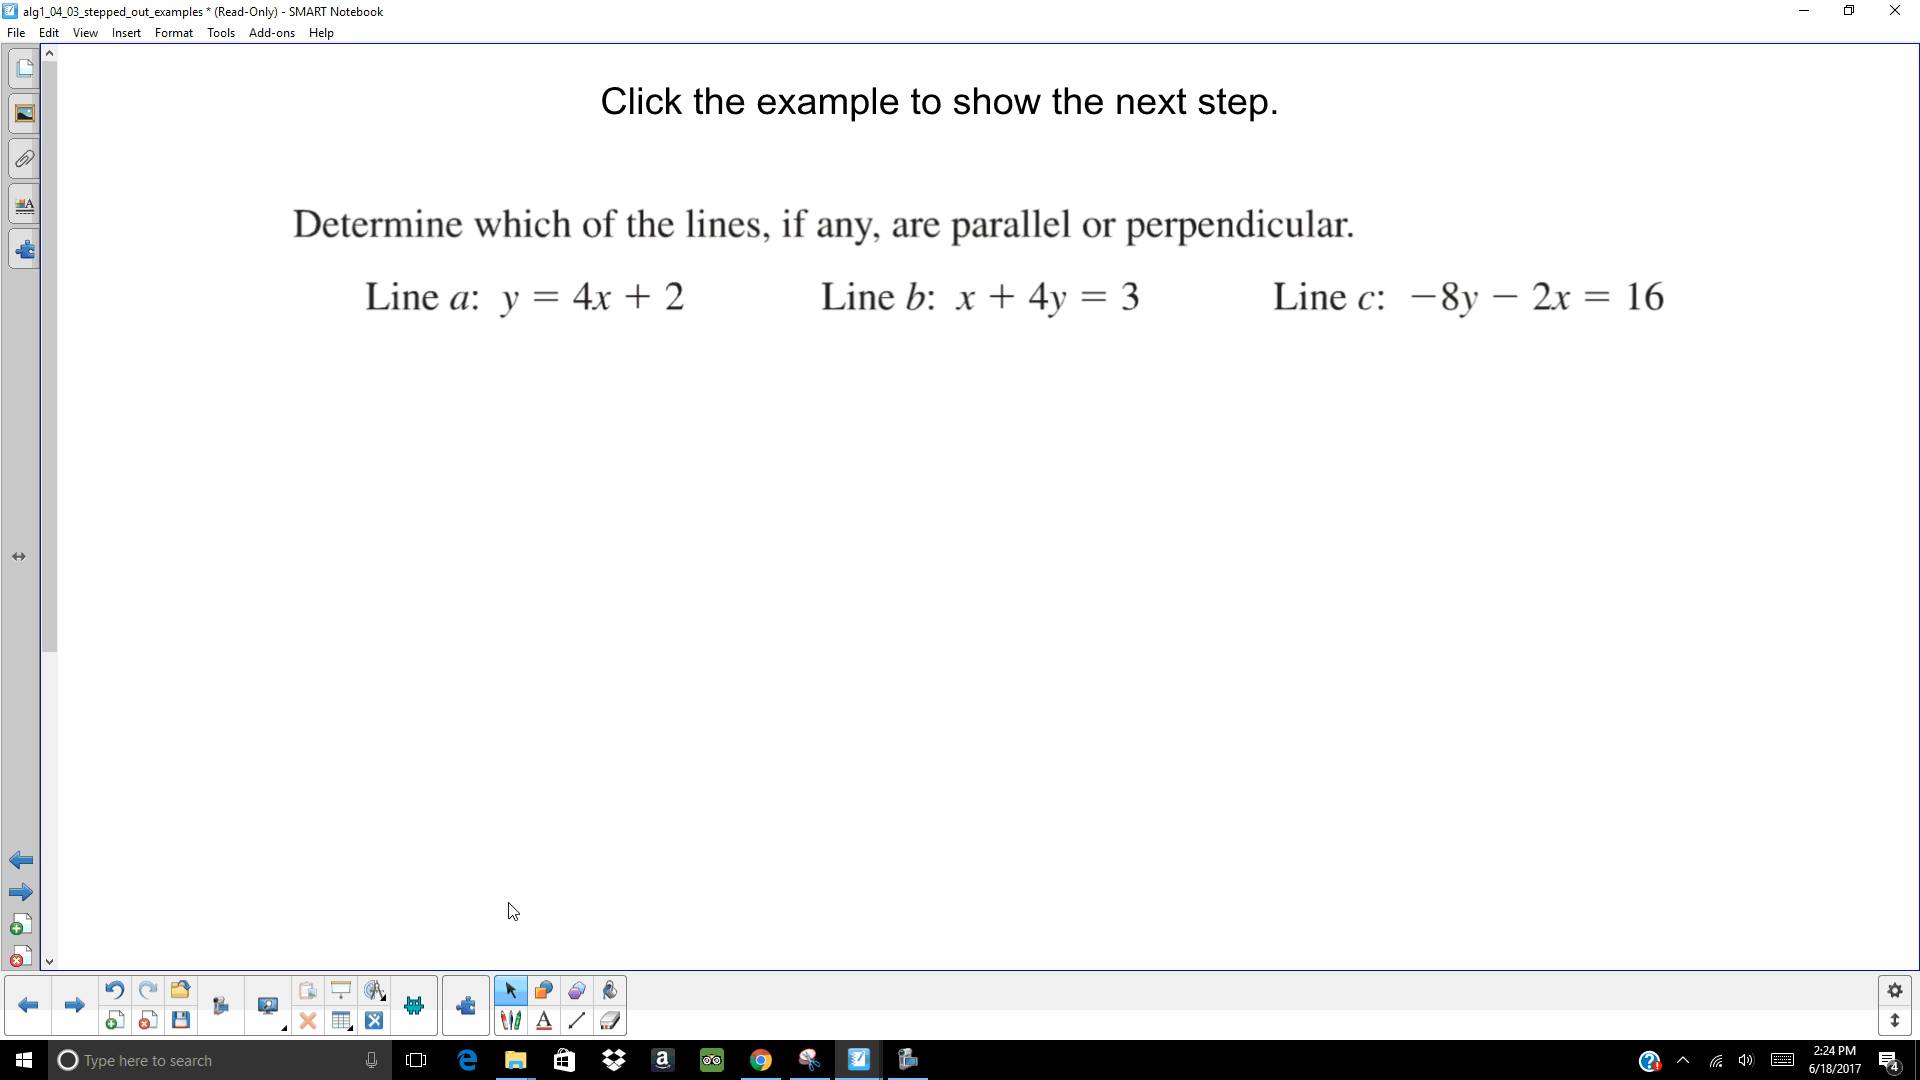 alg1_04_03_stepped_out_examples * (Read-Only) - SMART Notebook
File Edit View Insert Format Tools Add-ons Help
Click the example to show the next step.
Determine which of the lines, if any, are parallel or perpendicular.
Line a: y = 4x + 2 Line b: x + 4y = 3 Line c: −8y − 2x = 16
Type here to search
2:24 PM
6/18/2017
4